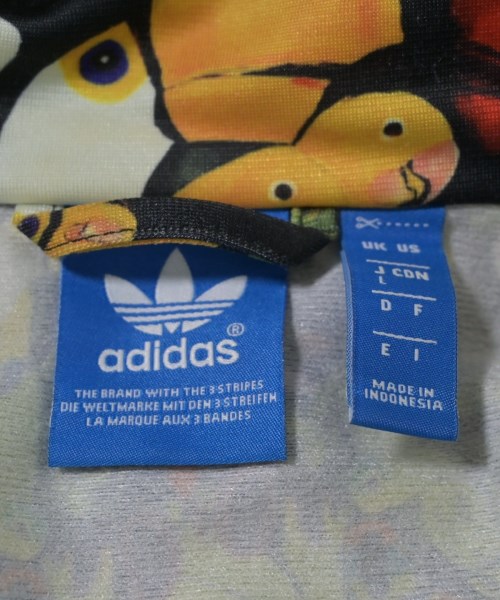 adidas®
THE BRAND WITH THE 3 STRIPES
DIE WELTMARKE MIT DEN 3 STREIFEN
LA MARQUE AUX 3 BANDES
UK US
J/L CDN
D F
E I
MADE IN
INDONESIA